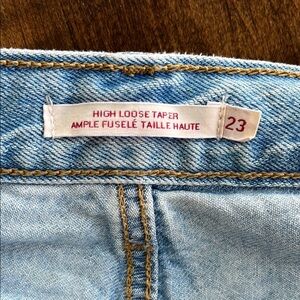 HIGH LOOSE TAPER
AMPLE FUSELÉ TAILLE HAUTE
23